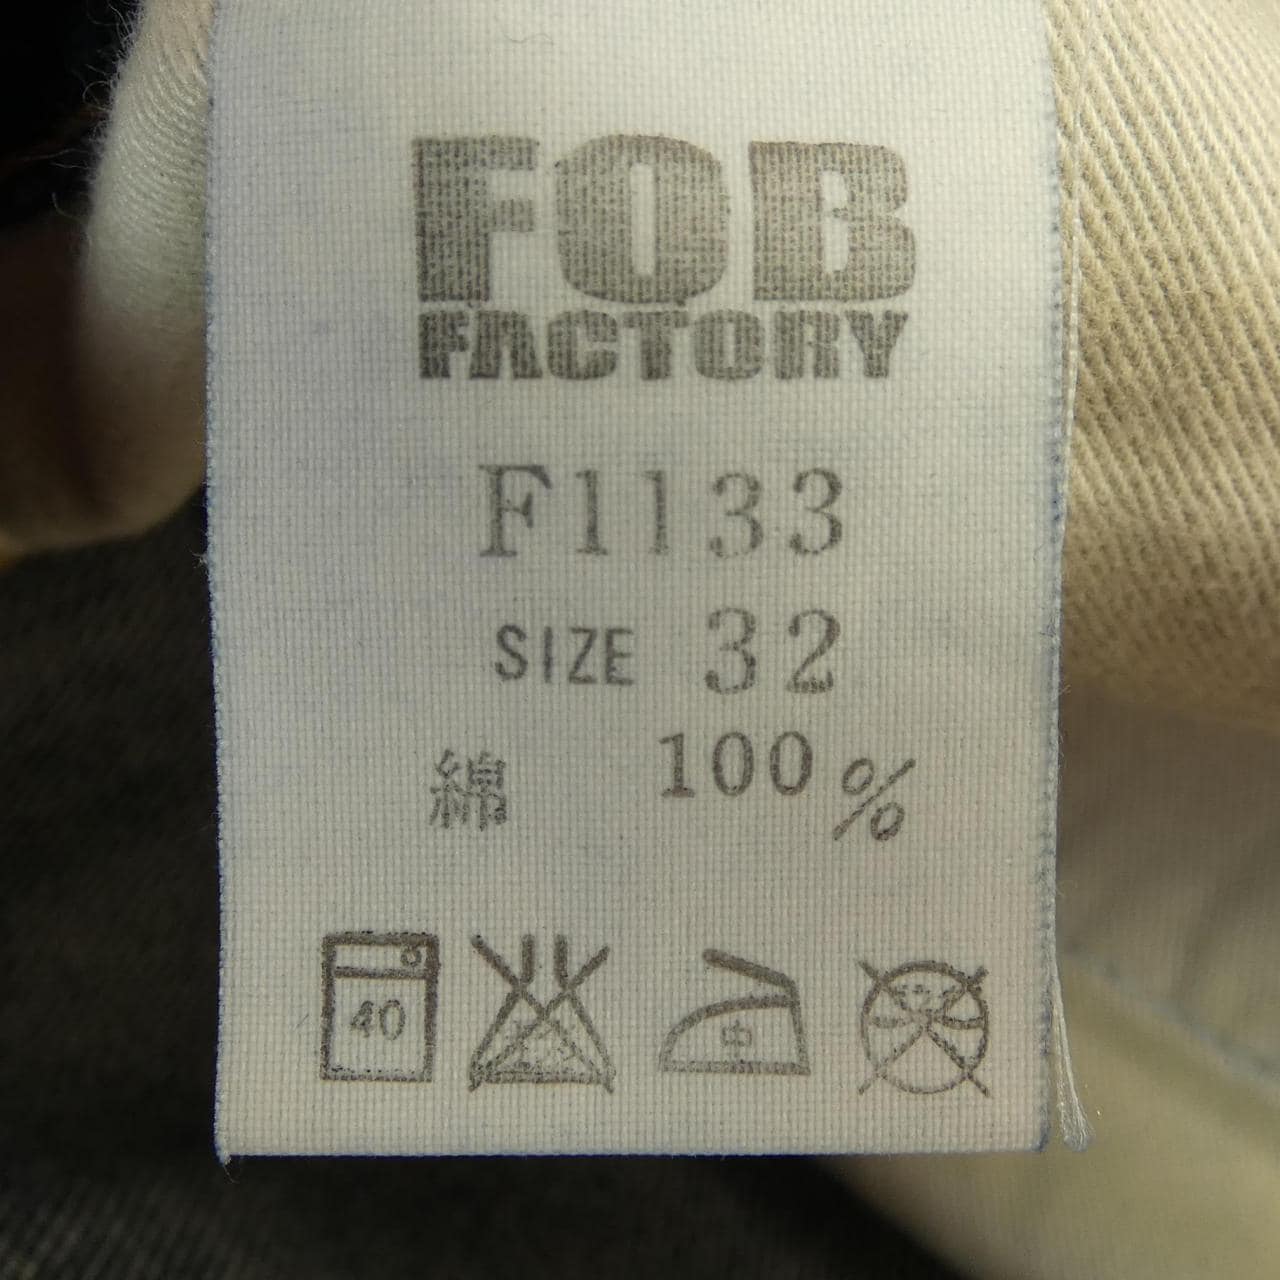 FOB
FACTORY
F1133
SIZE 32
綿 100%
40 中